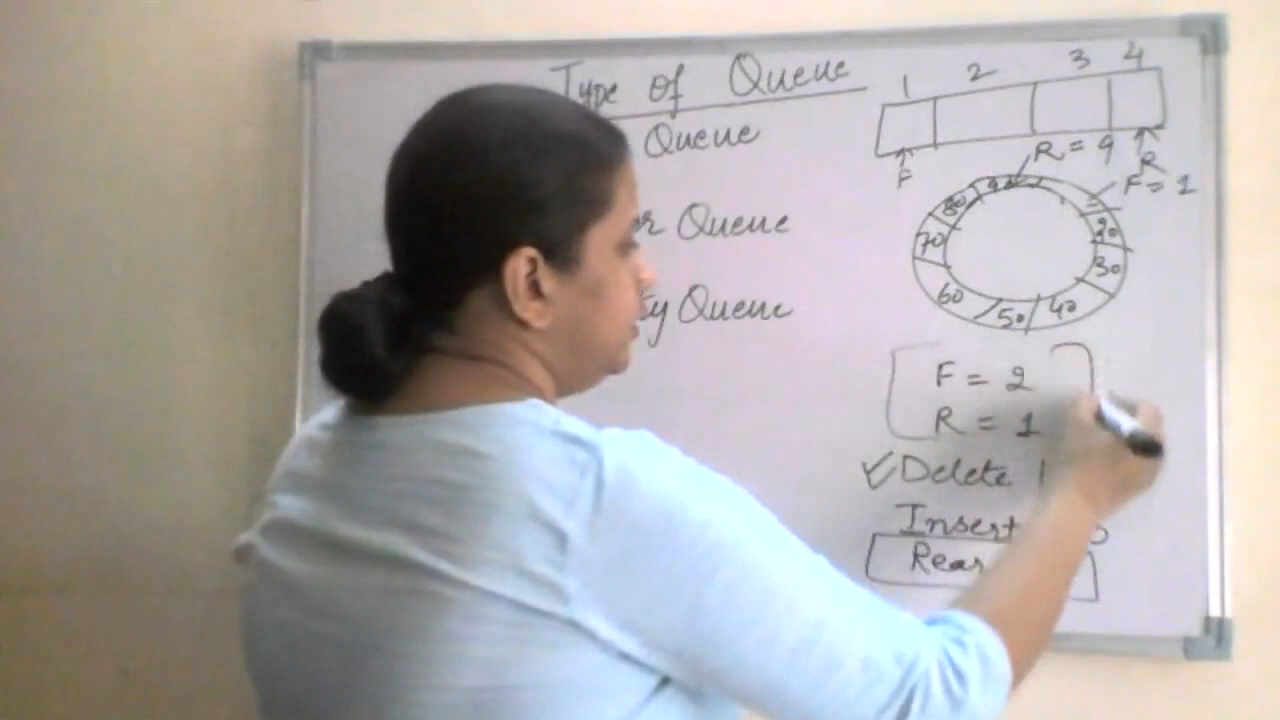 Type of Queue
Queue
Queue
Queue
1 2 3 4
F R
R = 9
F = 1
90
80
70
60
50
40
30
20
F = 2
R = 1
Delete
Insert
Rear